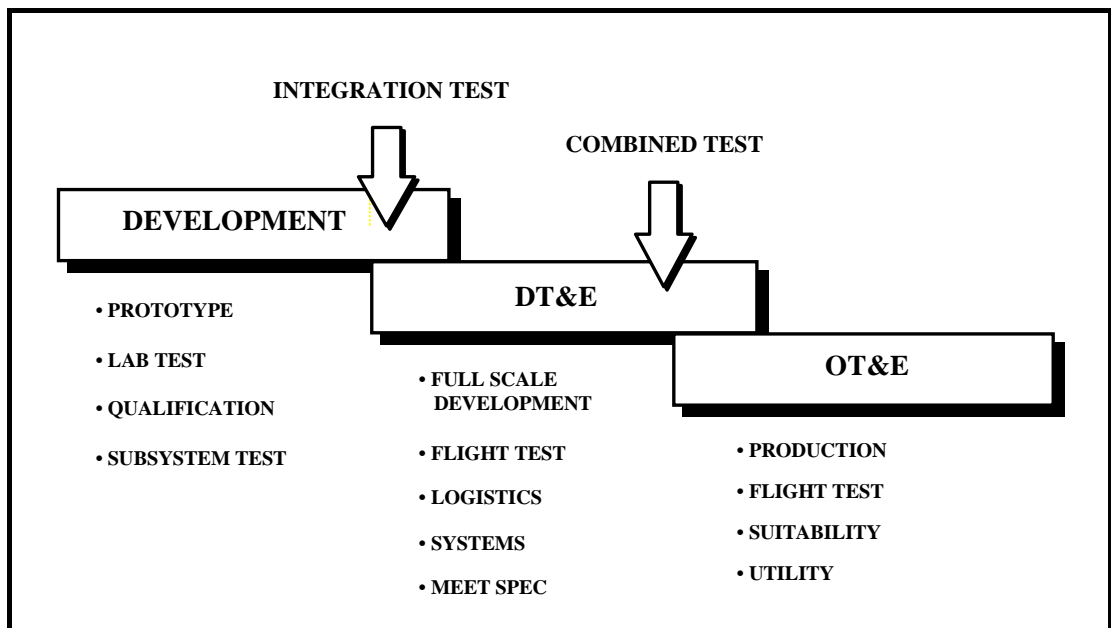 INTEGRATION TEST
COMBINED TEST
DEVELOPMENT
• PROTOTYPE
• LAB TEST
• QUALIFICATION
• SUBSYSTEM TEST
DT&E
• FULL SCALE
DEVELOPMENT
• FLIGHT TEST
• LOGISTICS
• SYSTEMS
• MEET SPEC
OT&E
• PRODUCTION
• FLIGHT TEST
• SUITABILITY
• UTILITY